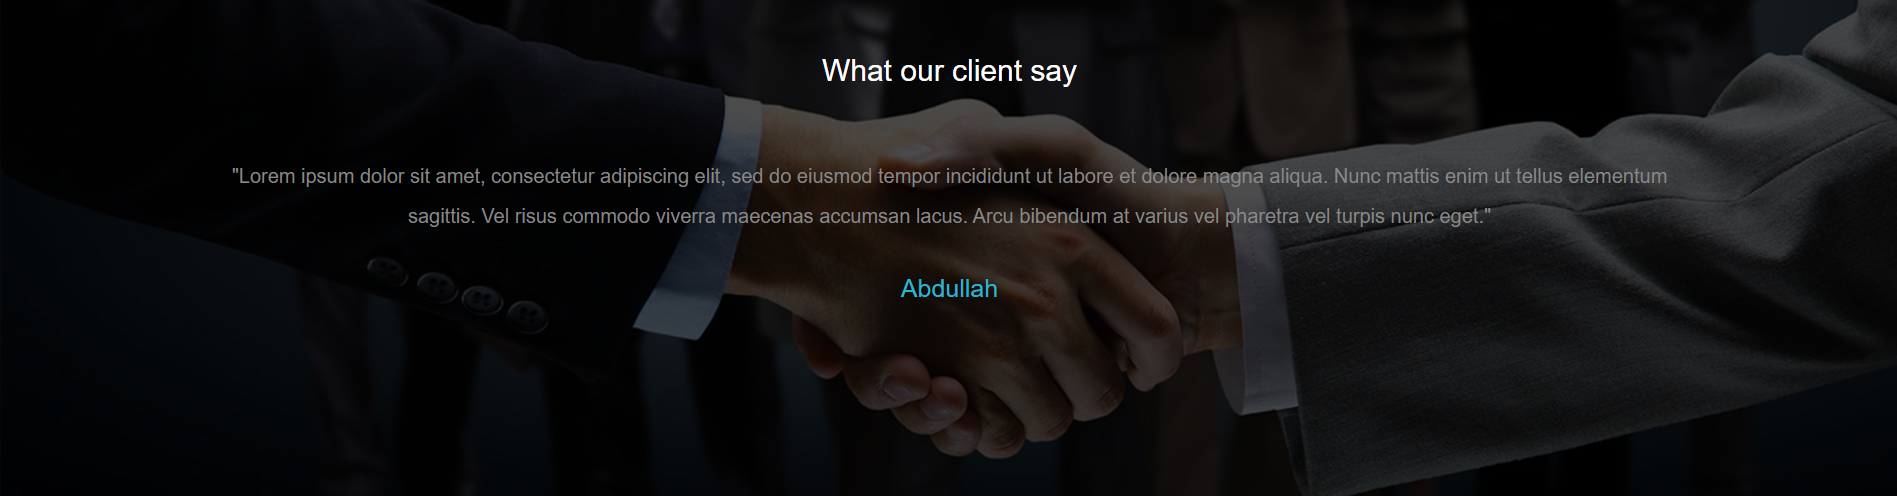 What our client say
"Lorem ipsum dolor sit amet, consectetur adipiscing elit, sed do eiusmod tempor incididunt ut labore et dolore magna aliqua. Nunc mattis enim ut tellus elementum
sagittis. Vel risus commodo viverra maecenas accumsan lacus. Arcu bibendum at varius vel pharetra vel turpis nunc eget."
Abdullah